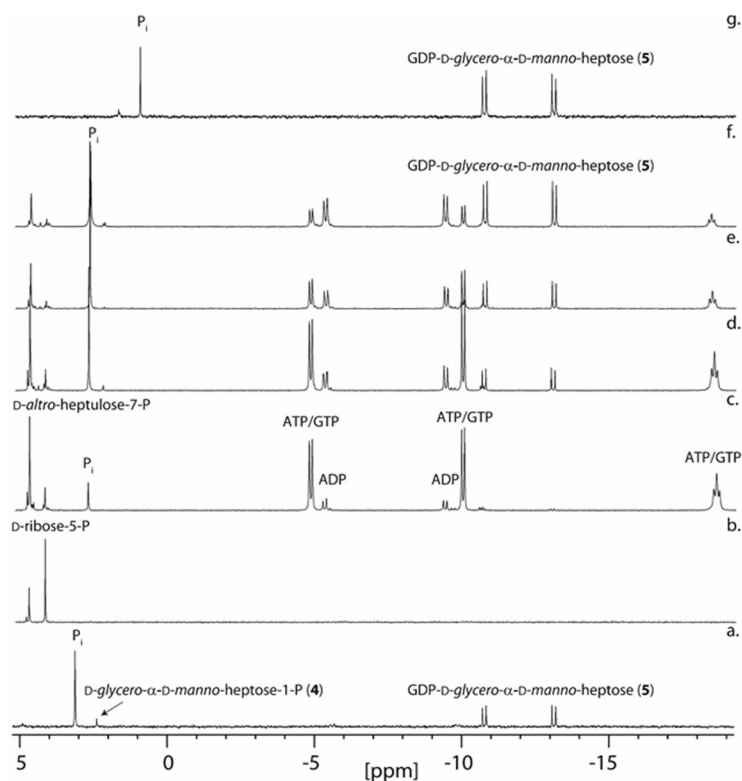 g.
Pi
GDP-D-glycero-α-D-manno-heptose (5)
f.
Pi
GDP-D-glycero-α-D-manno-heptose (5)
e.
d.
c.
D-altro-heptulose-7-P
ATP/GTP
ATP/GTP
ATP/GTP
Pi
ADP
ADP
b.
D-ribose-5-P
a.
Pi
D-glycero-α-D-manno-heptose-1-P (4)
GDP-D-glycero-α-D-manno-heptose (5)
5 0 -5 -10 -15
[ppm]